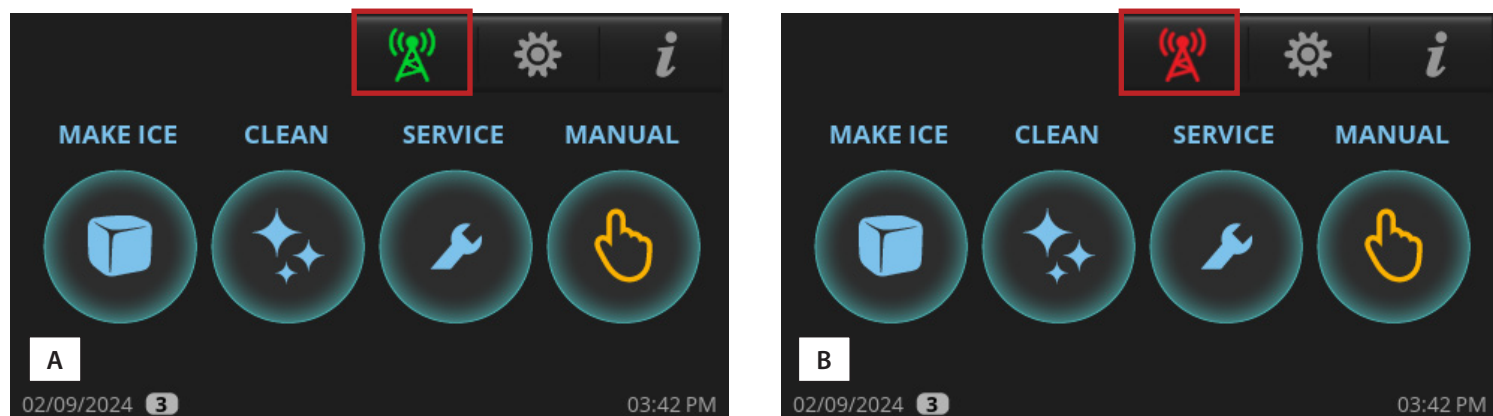 i
MAKE ICE CLEAN SERVICE MANUAL
A
02/09/2024 3 03:42 PM
i
MAKE ICE CLEAN SERVICE MANUAL
B
02/09/2024 3 03:42 PM